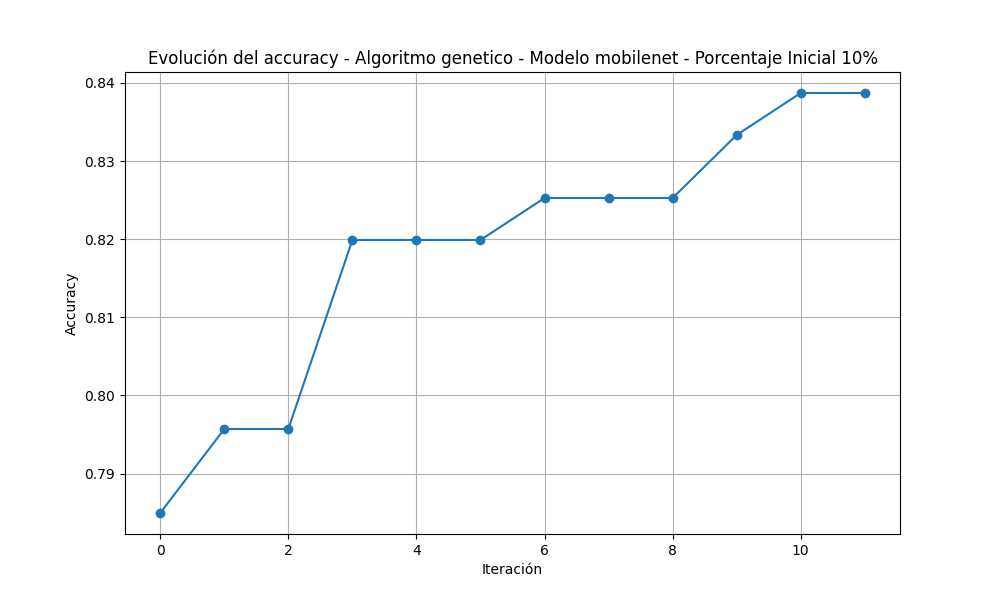 Evolución del accuracy - Algoritmo genetico - Modelo mobilenet - Porcentaje Inicial 10%
0.84
0.83
0.82
0.81
0.80
0.79
Accuracy
0 2 4 6 8 10
Iteración